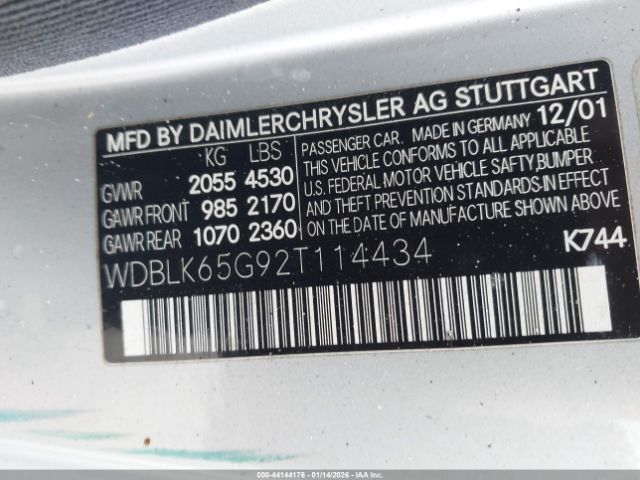 MFD BY DAIMLERCHRYSLER AG STUTTGART
KG LBS
GVWR 2055 4530
GAWR FRONT 985 2170
GAWR REAR 1070 2360
PASSENGER CAR. MADE IN GERMANY 12/01
THIS VEHICLE CONFORMS TO ALL APPLICABLE
U.S. FEDERAL MOTOR VEHICLE SAFTY,BUMPER
AND THEFT PREVENTION STANDARDS IN EFFECT
ON THE DATE OF MANUFACTURE SHOWN ABOVE
WDBLK65G92T114434
K744
000-44144176 - 01/14/2026 - IAAI.com